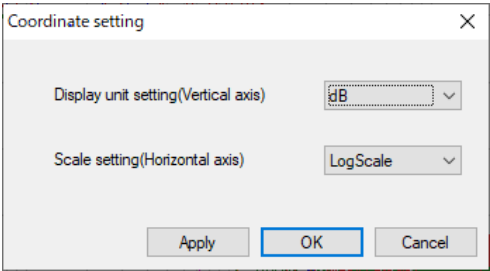 Coordinate setting
Display unit setting(Vertical axis) dB
Scale setting(Horizontal axis) LogScale
Apply OK Cancel